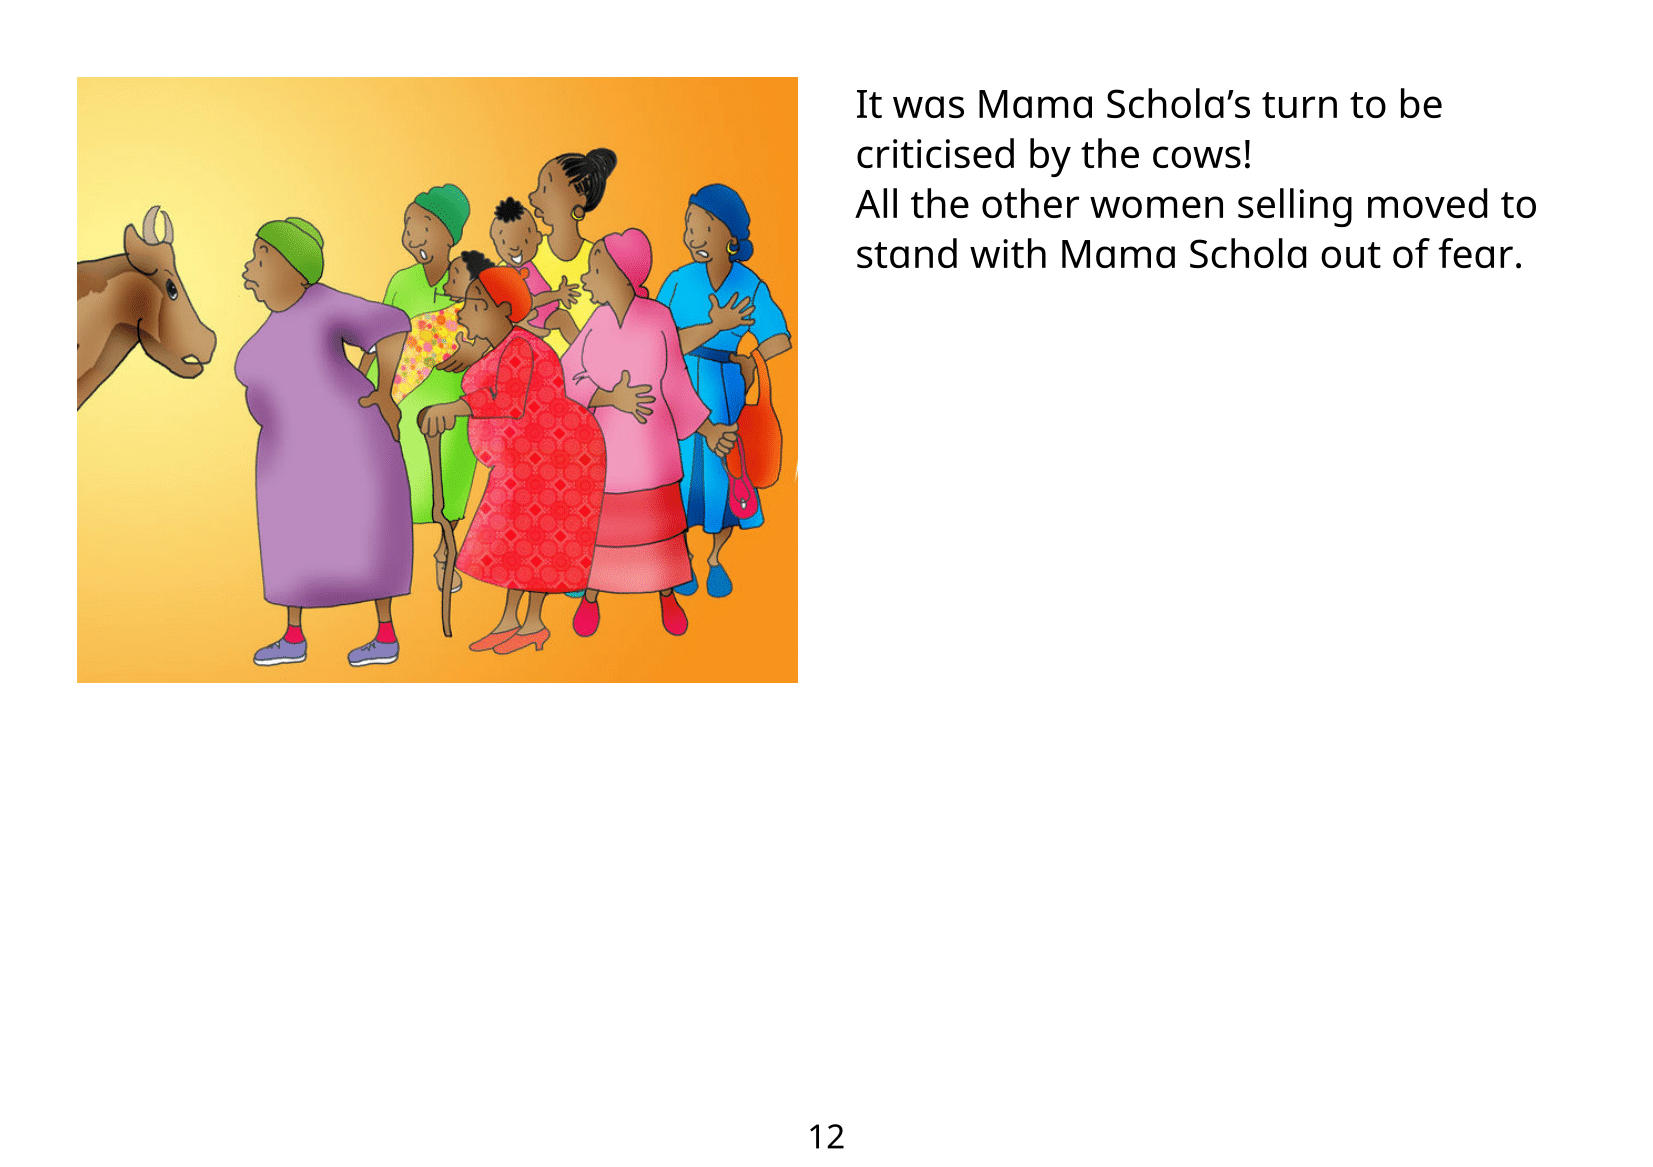 It was Mama Schola’s turn to be
criticised by the cows!
All the other women selling moved to
stand with Mama Schola out of fear.
12